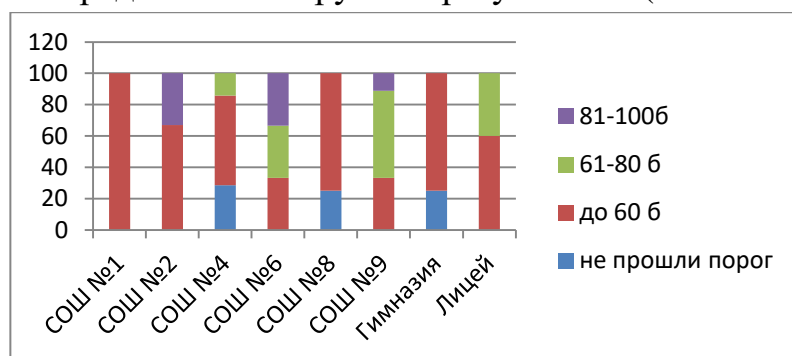 120
100
80
60
40
20
0
СОШ №1
СОШ №2
СОШ №4
СОШ №6
СОШ №8
СОШ №9
Гимназия
Лицей
81-100б
61-80 б
до 60 б
не прошли порог